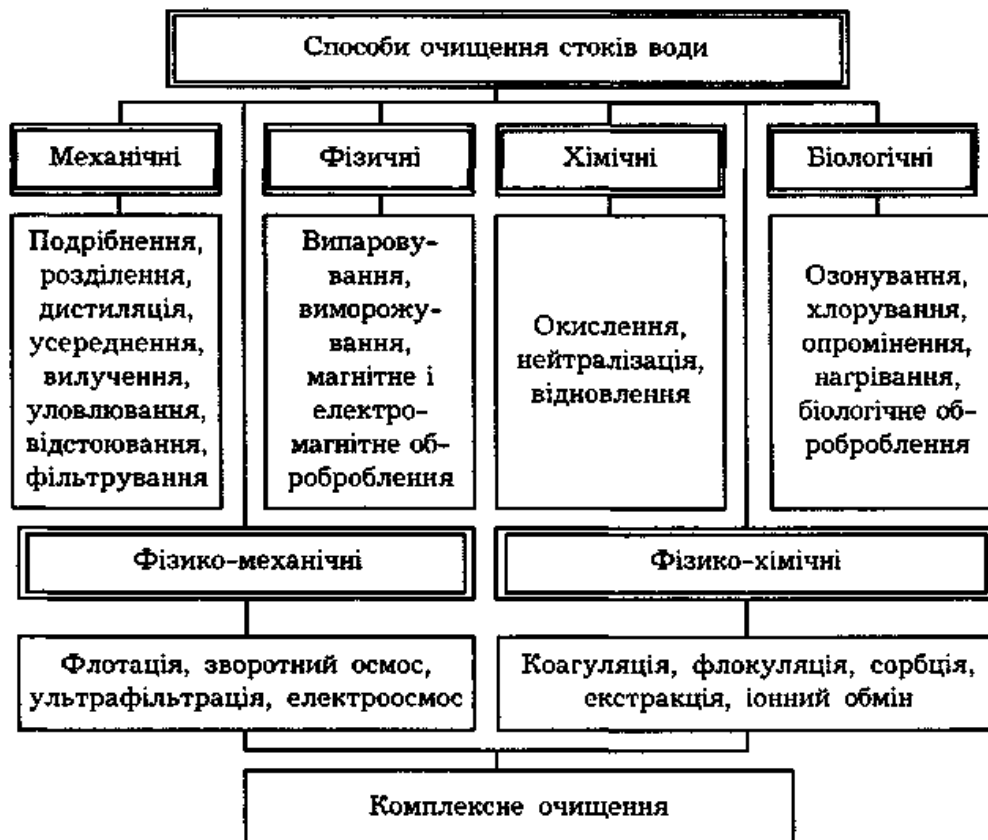 Способи очищення стоків води
Механічні
Фізичні
Хімічні
Біологічні
Подрібнення,
розділення,
дистиляція,
усереднення,
вилучення,
уловлювання,
відстоювання,
фільтрування
Випарову-
вання,
виморожу-
вання,
магнітне і
електро-
магнітне об-
роброблення
Окислення,
нейтралізація,
відновлення
Озонування,
хлорування,
опромінення,
нагрівання,
біологічне об-
роброблення
Фізико-механічні
Фізико-хімічні
Флотація, зворотний осмос,
ультрафільтрація, електроосмос
Коагуляція, флокуляція, сорбція,
екстракція, іонний обмін
Комплексне очищення